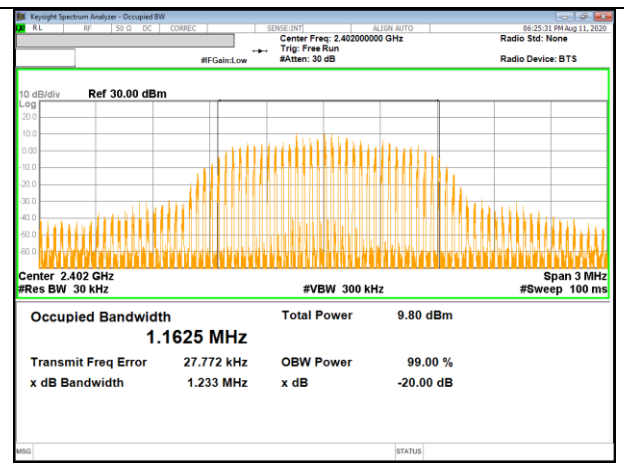 Keysight Spectrum Analyzer - Occupied BW
RL RF 50 Ω DC CORREC SENSE:INT ALIGN AUTO 06:25:31 PM Aug 11, 2020
Center Freq: 2.402000000 GHz Radio Std: None
Trig: Free Run
#IFGain:Low #Atten: 30 dB Radio Device: BTS
10 dB/div Ref 30.00 dBm
Log
20.0
10.0
0.00
-10.0
-20.0
-30.0
-40.0
-50.0
-60.0
Center 2.402 GHz Span 3 MHz
#Res BW 30 kHz #VBW 300 kHz #Sweep 100 ms
Occupied Bandwidth Total Power 9.80 dBm
1.1625 MHz
Transmit Freq Error 27.772 kHz OBW Power 99.00 %
x dB Bandwidth 1.233 MHz x dB -20.00 dB
MSG STATUS